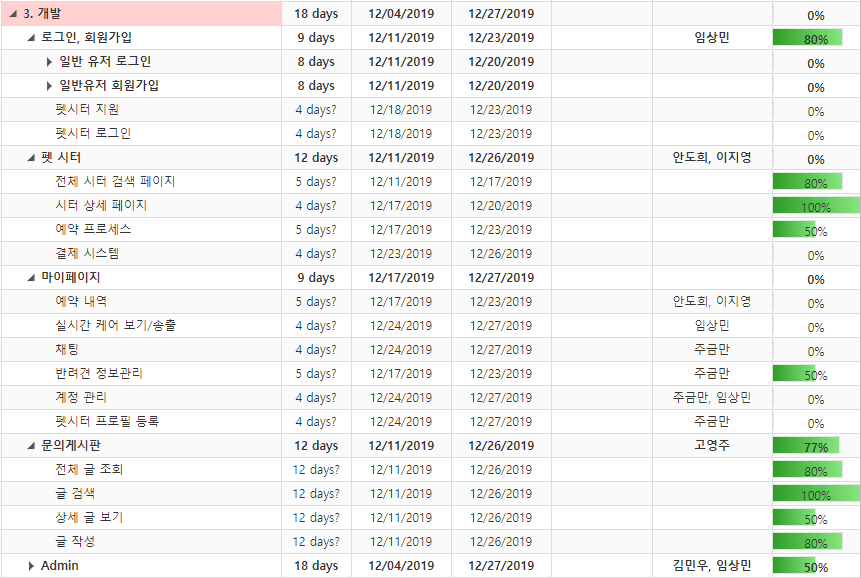 3. 개발 18 days 12/04/2019 12/27/2019 0%
로그인, 회원가입 9 days 12/11/2019 12/23/2019 임상민 80%
일반 유저 로그인 8 days 12/11/2019 12/20/2019 0%
일반유저 회원가입 8 days 12/11/2019 12/20/2019 0%
펫시터 지원 4 days? 12/18/2019 12/23/2019 0%
펫시터 로그인 4 days? 12/18/2019 12/23/2019 0%
펫 시터 12 days 12/11/2019 12/26/2019 안도희, 이지영 0%
전체 시터 검색 페이지 5 days? 12/11/2019 12/17/2019 80%
시터 상세 페이지 4 days? 12/17/2019 12/20/2019 100%
예약 프로세스 5 days? 12/17/2019 12/23/2019 50%
결제 시스템 4 days? 12/23/2019 12/26/2019 0%
마이페이지 9 days 12/17/2019 12/27/2019 0%
예약 내역 5 days? 12/17/2019 12/23/2019 안도희, 이지영 0%
실시간 케어 보기/송출 4 days? 12/24/2019 12/27/2019 임상민 0%
채팅 4 days? 12/24/2019 12/27/2019 주금만 0%
반려견 정보관리 5 days? 12/17/2019 12/23/2019 주금만 50%
계정 관리 4 days? 12/24/2019 12/27/2019 주금만, 임상민 0%
펫시터 프로필 등록 4 days? 12/24/2019 12/27/2019 주금만 0%
문의게시판 12 days 12/11/2019 12/26/2019 고영주 77%
전체 글 조회 12 days? 12/11/2019 12/26/2019 80%
글 검색 12 days? 12/11/2019 12/26/2019 100%
상세 글 보기 12 days? 12/11/2019 12/26/2019 50%
글 작성 12 days? 12/11/2019 12/26/2019 80%
Admin 18 days 12/04/2019 12/27/2019 김민우, 임상민 50%